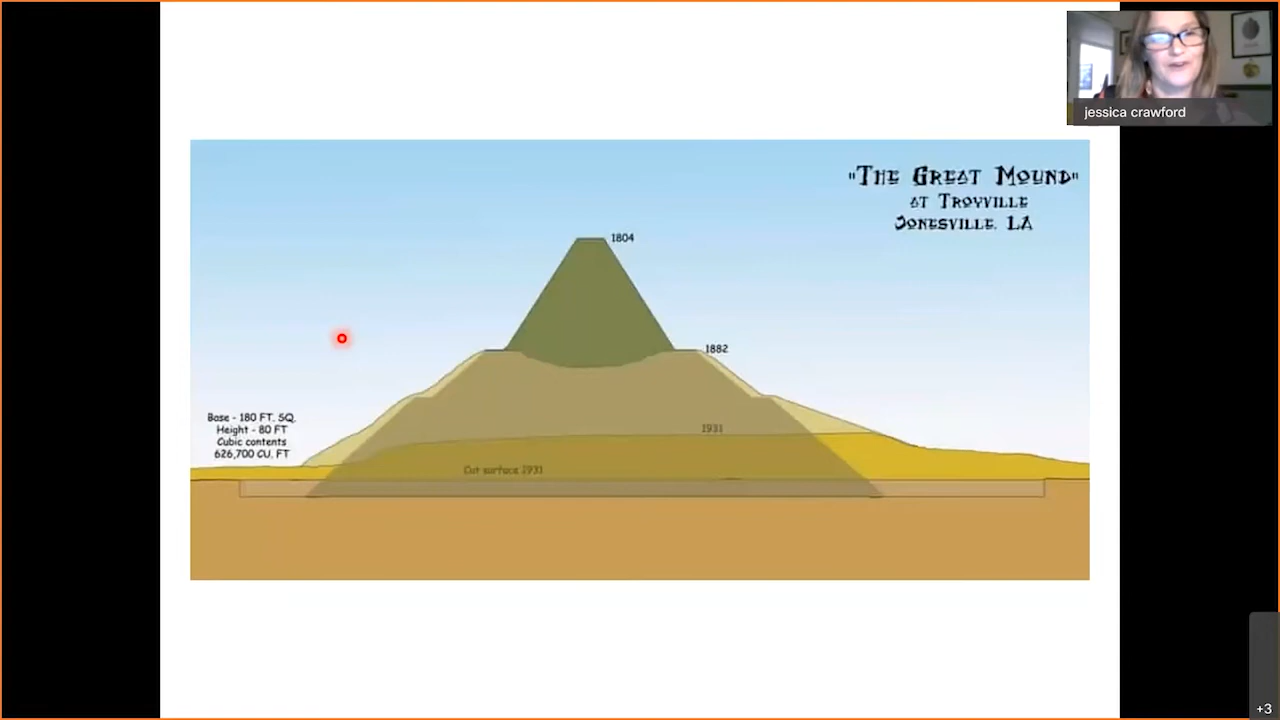 jessica crawford
"The Great Mound"
at Troyville
Jonesville, LA
1804
1882
Base - 180 FT. SQ.
Height - 80 FT
Cubic contents
626,700 CU. FT
1931
Cut surface 1931
+3